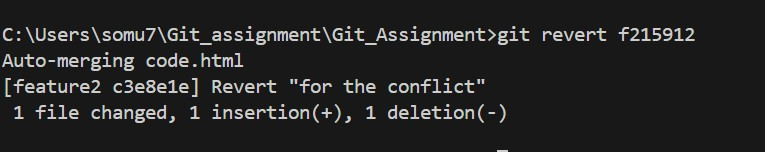 C:\Users\somu7\Git_assignment\Git_Assignment>git revert f215912
Auto-merging code.html
[feature2 c3e8e1e] Revert "for the conflict"
 1 file changed, 1 insertion(+), 1 deletion(-)